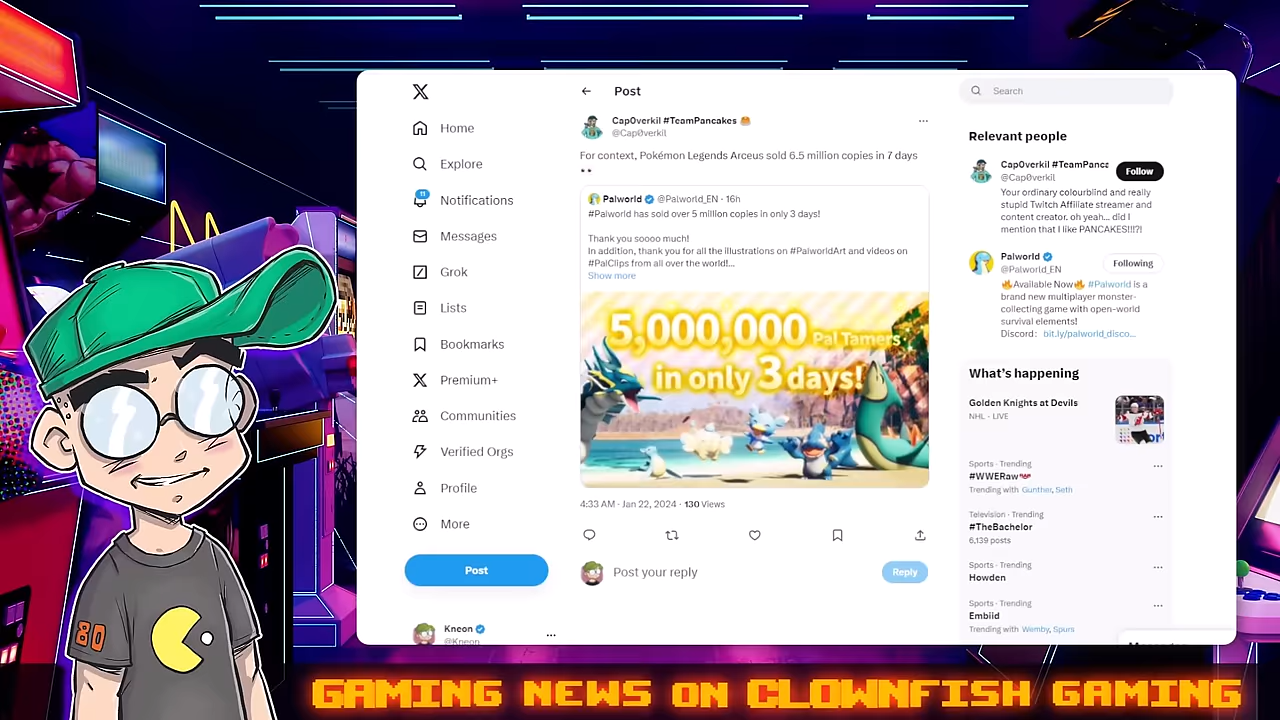 Home
Explore
11
Notifications
Messages
Grok
Lists
Bookmarks
Premium+
Communities
Verified Orgs
Profile
More
Post
Kneon
@Kneon
Post
Cap0verkil #TeamPancakes 🥞
@Cap0verkil
For context, Pokémon Legends Arceus sold 6.5 million copies in 7 days
👀
Palworld @Palworld_EN · 16h
#Palworld has sold over 5 million copies in only 3 days!
Thank you soooo much!
In addition, thank you for all the illustrations on #PalworldArt and videos on
#PalClips from all over the world!...
Show more
5,000,000 Pal Tamers
in only 3 days!
4:33 AM · Jan 22, 2024 · 130 Views
Post your reply
Reply
Search
Relevant people
Cap0verkil #TeamPanca
@Cap0verkil
Follow
Your ordinary colourblind and really
stupid Twitch Affiliate streamer and
content creator. oh yeah... did I
mention that I like PANCAKES!!!?!
Palworld
@Palworld_EN
Following
🔥Available Now🔥 #Palworld is a
brand new multiplayer monster-
collecting game with open-world
survival elements!
Discord: bit.ly/palworld_disco...
What's happening
Golden Knights at Devils
NHL · LIVE
Sports · Trending
#WWERaw
Trending with Gunther, Seth
Television · Trending
#TheBachelor
6,139 posts
Sports · Trending
Howden
Sports · Trending
Embiid
Trending with Wemby, Spurs
80
GAMING NEWS ON CLOWNFISH GAMING